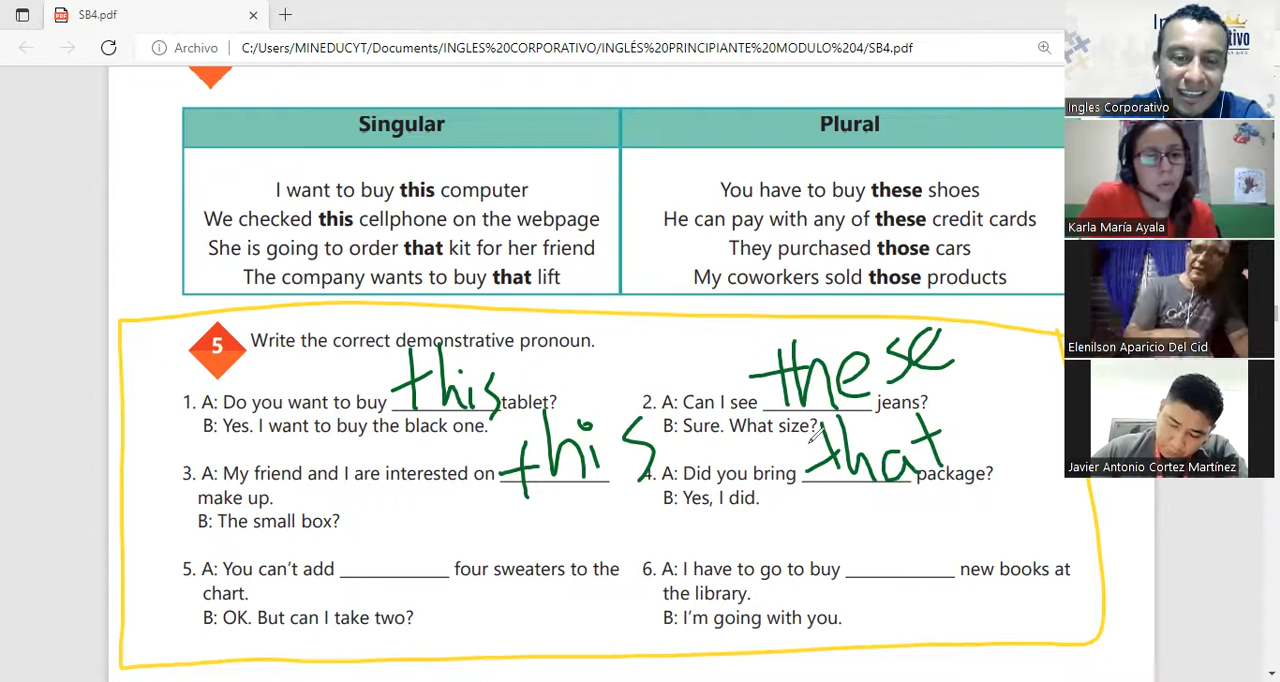 SB4.pdf
Archivo
C:/Users/MINEDUCYT/Documents/INGLES%20CORPORATIVO/INGLÉS%20PRINCIPIANTE%20MODULO%204/SB4.pdf
Singular
I want to buy this computer
We checked this cellphone on the webpage
She is going to order that kit for her friend
The company wants to buy that lift
Plural
You have to buy these shoes
He can pay with any of these credit cards
They purchased those cars
My coworkers sold those products
5 Write the correct demonstrative pronoun.
1. A: Do you want to buy this tablet?
B: Yes. I want to buy the black one.
2. A: Can I see these jeans?
B: Sure. What size?
3. A: My friend and I are interested on this
make up.
B: The small box?
4. A: Did you bring that package?
B: Yes, I did.
5. A: You can't add __________ four sweaters to the
chart.
B: OK. But can I take two?
6. A: I have to go to buy __________ new books at
the library.
B: I'm going with you.
Ingles Corporativo
Karla María Ayala
Elenilson Aparicio Del Cid
Javier Antonio Cortez Martínez